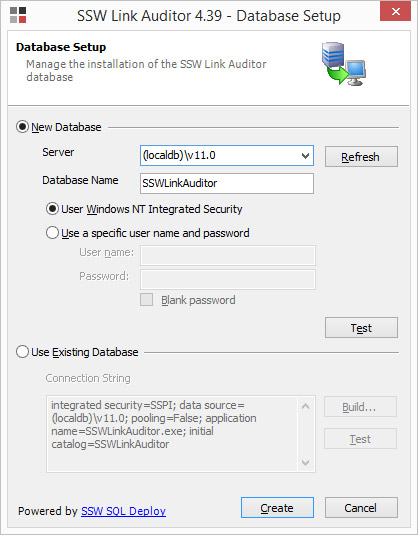 SSW Link Auditor 4.39 - Database Setup
Database Setup
Manage the installation of the SSW Link Auditor
database
New Database
Server
(localdb)\v11.0
Refresh
Database Name
SSWLinkAuditor
User Windows NT Integrated Security
Use a specific user name and password
User name:
Password:
Blank password
Test
Use Existing Database
Connection String
integrated security=SSPI; data source=
(localdb)\v11.0; pooling=False; application
name=SSWLinkAuditor.exe; initial
catalog=SSWLinkAuditor
Build...
Test
Powered by SSW SQL Deploy
Create
Cancel